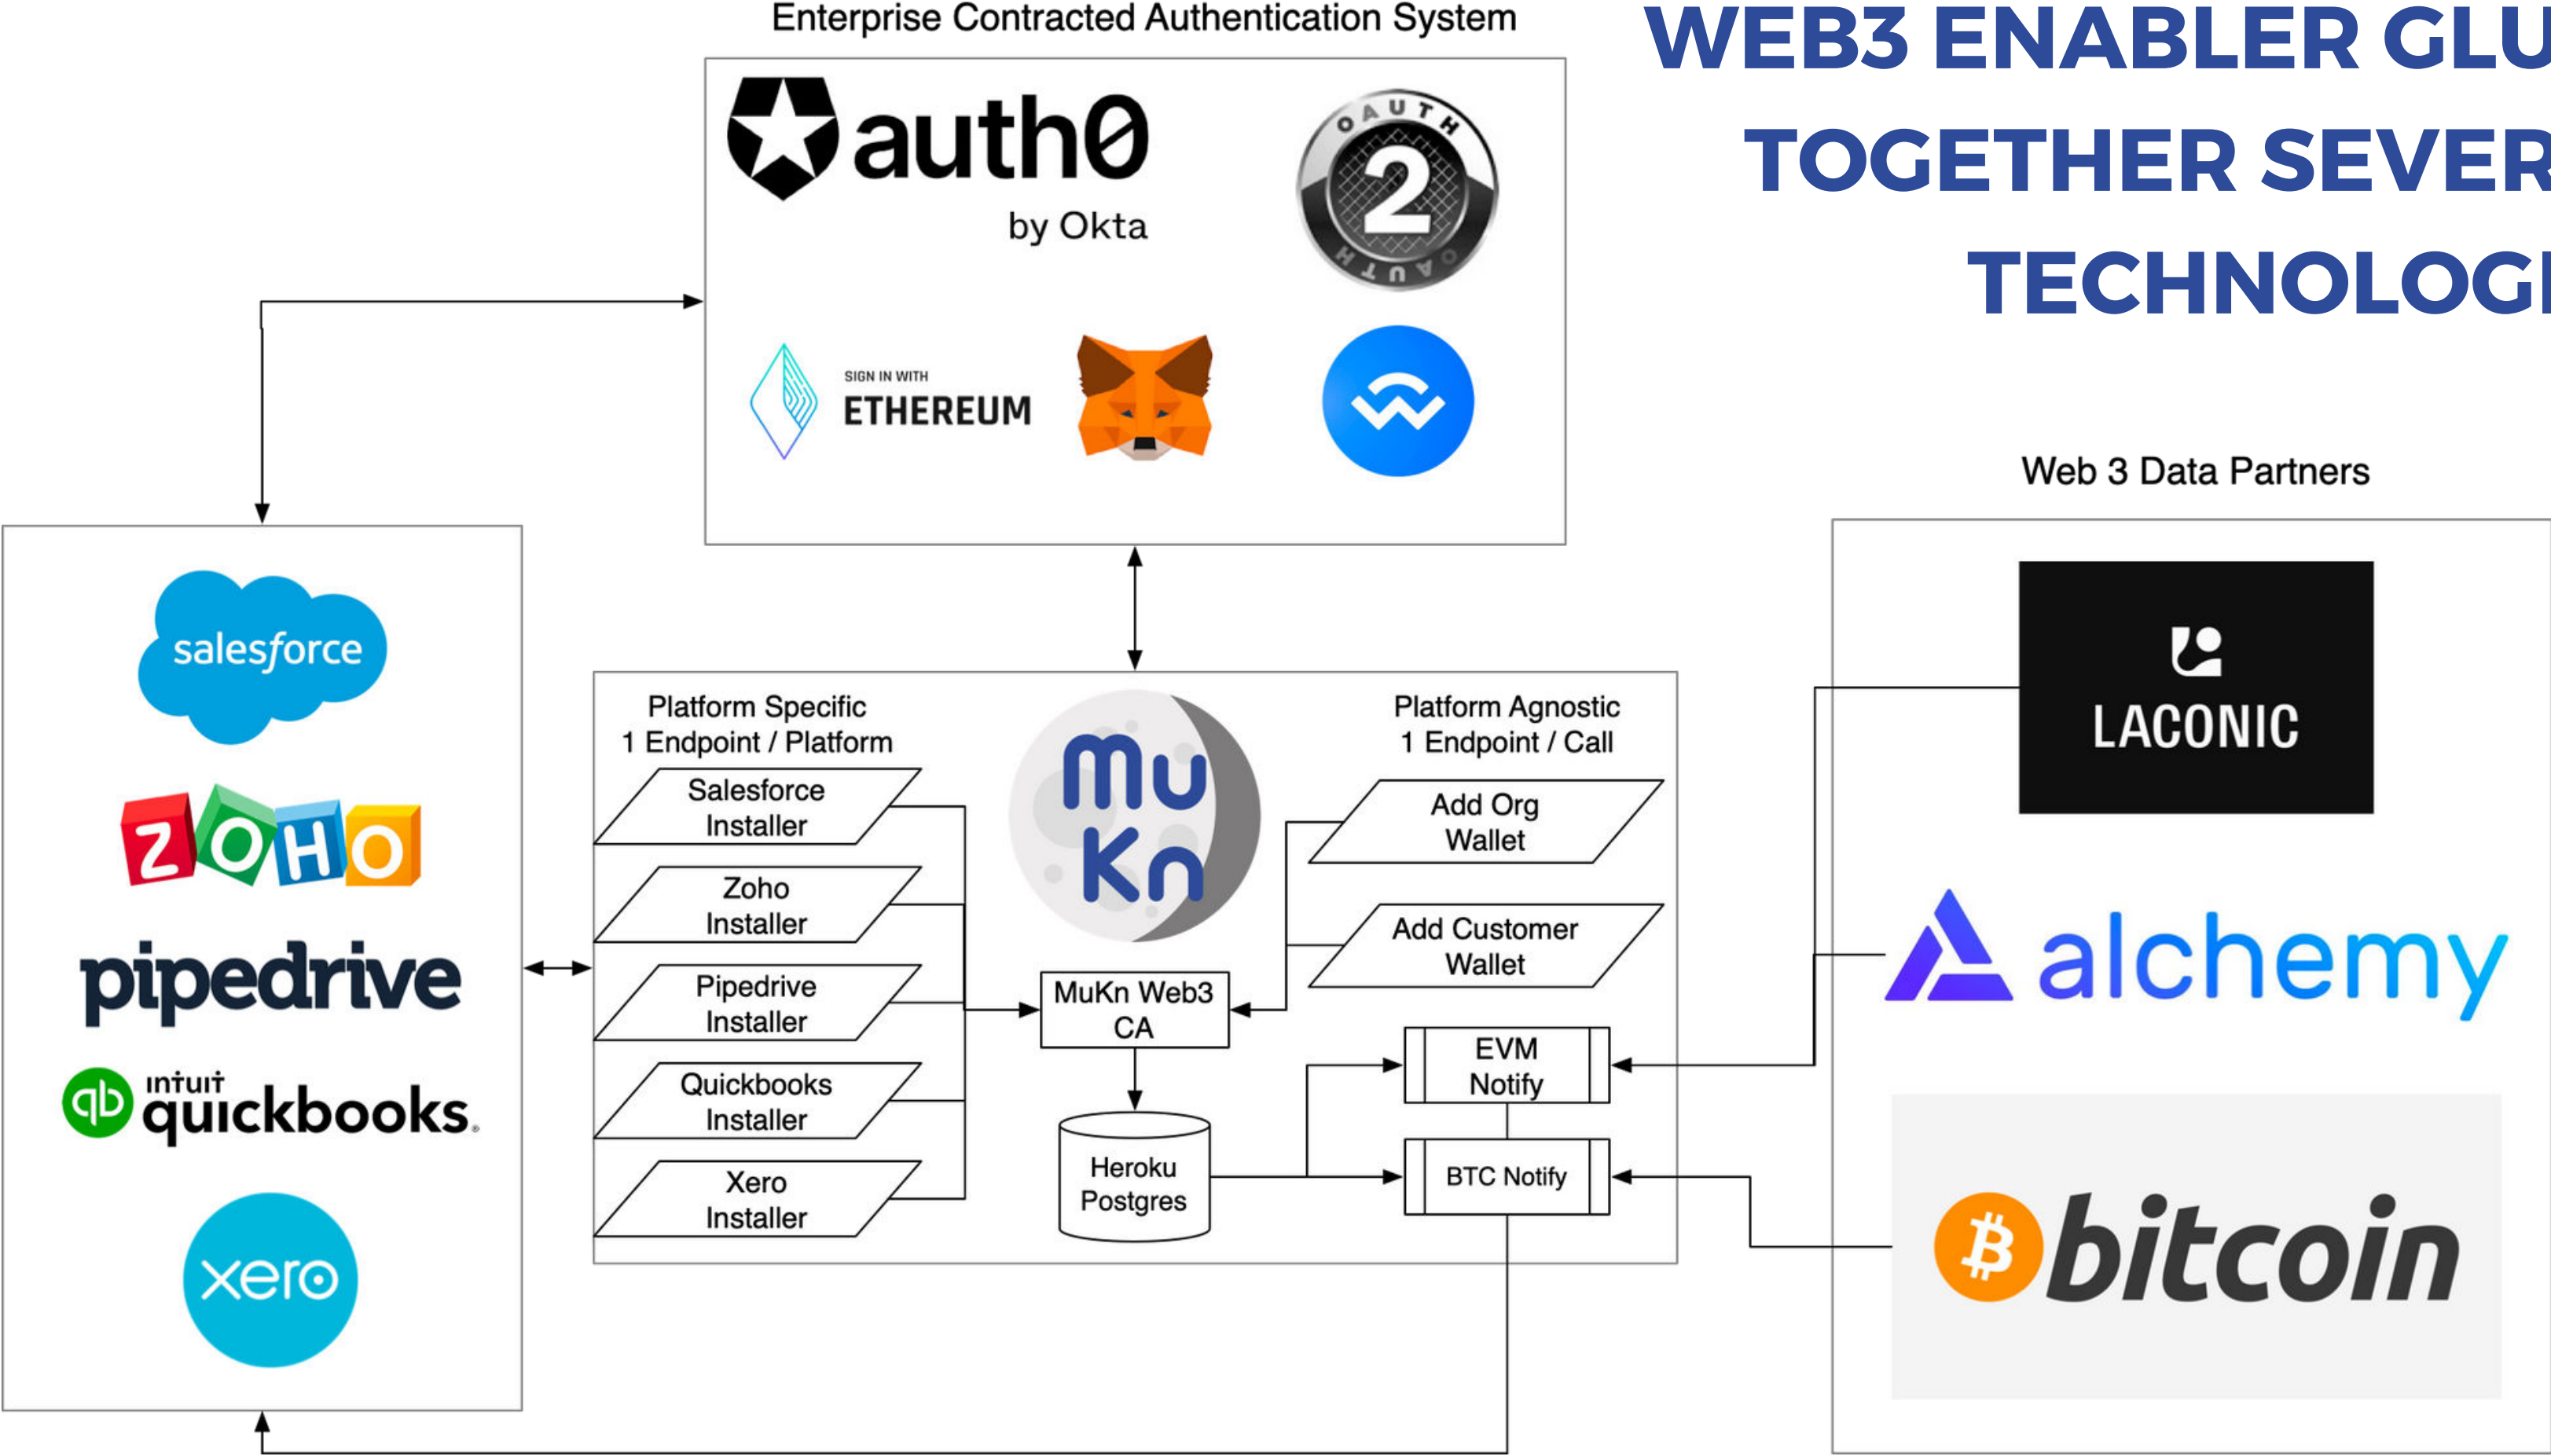 Enterprise Contracted Authentication System
WEB3 ENABLER GLU
TOGETHER SEVER
TECHNOLOG
auth0
by Okta
OAUTH
2
OAUTH
SIGN IN WITH
ETHEREUM
Web 3 Data Partners
salesforce
ZOHO
pipedrive
qb
intuit
quickbooks.
xero
Platform Specific
1 Endpoint / Platform
Salesforce
Installer
Zoho
Installer
Pipedrive
Installer
Quickbooks
Installer
Xero
Installer
Mu
Kn
Platform Agnostic
1 Endpoint / Call
Add Org
Wallet
Add Customer
Wallet
MuKn Web3
CA
Heroku
Postgres
EVM
Notify
BTC Notify
LACONIC
alchemy
bitcoin